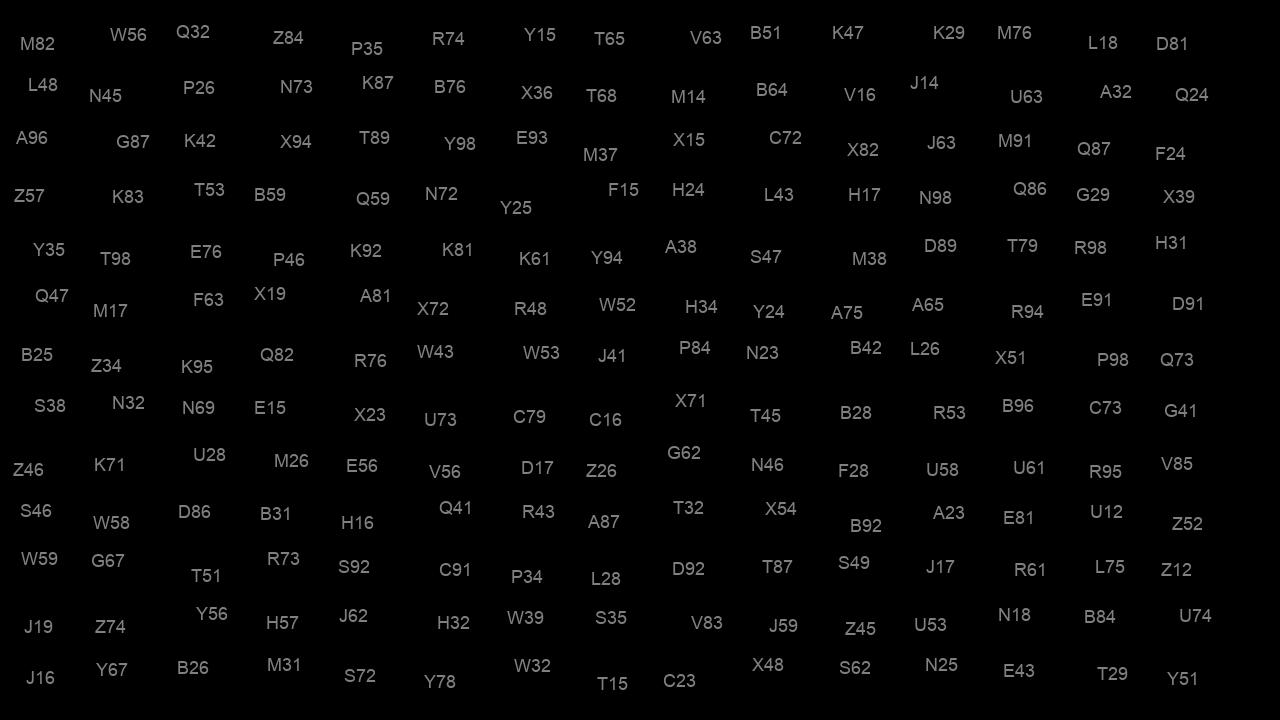 M82 W56 Q32 Z84 P35 R74 Y15 T65 V63 B51 K47 K29 M76 L18 D81
L48 N45 P26 N73 K87 B76 X36 T68 M14 B64 V16 J14 U63 A32 Q24
A96 G87 K42 X94 T89 Y98 E93 M37 X15 C72 X82 J63 M91 Q87 F24
Z57 K83 T53 B59 Q59 N72 Y25 F15 H24 L43 H17 N98 Q86 G29 X39
Y35 T98 E76 P46 K92 K81 K61 Y94 A38 S47 M38 D89 T79 R98 H31
Q47 M17 F63 X19 A81 X72 R48 W52 H34 Y24 A75 A65 R94 E91 D91
B25 Z34 K95 Q82 R76 W43 W53 J41 P84 N23 B42 L26 X51 P98 Q73
S38 N32 N69 E15 X23 U73 C79 C16 X71 T45 B28 R53 B96 C73 G41
Z46 K71 U28 M26 E56 V56 D17 Z26 G62 N46 F28 U58 U61 R95 V85
S46 W58 D86 B31 H16 Q41 R43 A87 T32 X54 B92 A23 E81 U12 Z52
W59 G67 T51 R73 S92 C91 P34 L28 D92 T87 S49 J17 R61 L75 Z12
J19 Z74 Y56 H57 J62 H32 W39 S35 V83 J59 Z45 U53 N18 B84 U74
J16 Y67 B26 M31 S72 Y78 W32 T15 C23 X48 S62 N25 E43 T29 Y51